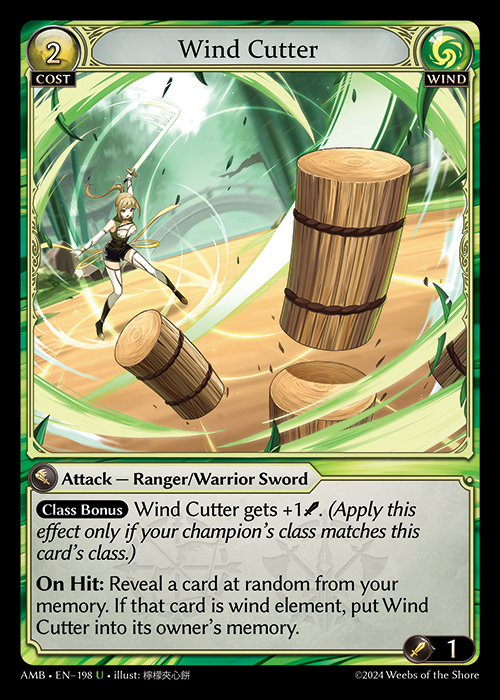 2
Wind Cutter
COST
WIND
Attack — Ranger/Warrior Sword
Class Bonus Wind Cutter gets +1. (Apply this
effect only if your champion's class matches this
card's class.)
On Hit: Reveal a card at random from your
memory. If that card is wind element, put Wind
Cutter into its owner's memory.
1
AMB • EN–198 U • illust: 檸檬夾心餅
©2024 Weebs of the Shore